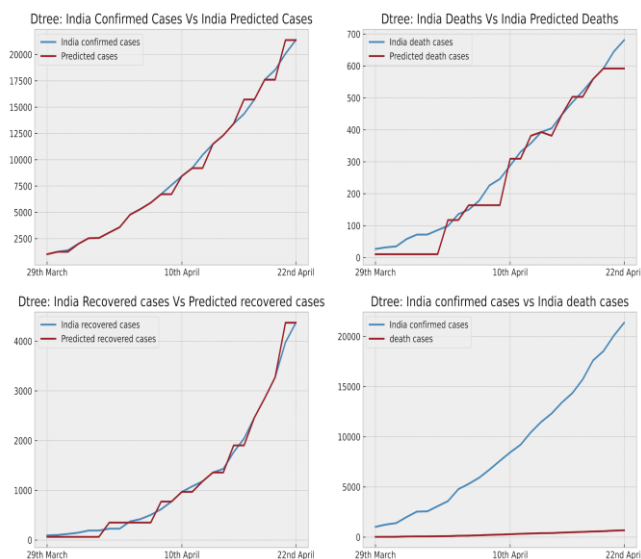 Dtree: India Confirmed Cases Vs India Predicted Cases
India confirmed cases
Predicted cases
20000
17500
15000
12500
10000
7500
5000
2500
29th March
10th April
22nd April
Dtree: India Deaths Vs India Predicted Deaths
India death cases
Predicted death cases
700
600
500
400
300
200
100
0
29th March
10th April
22nd Apri
Dtree: India Recovered cases Vs Predicted recovered cases
India recovered cases
Predicted recovered cases
4000
3000
2000
1000
0
29th March
10th April
22nd April
Dtree: India confirmed cases vs India death cases
India confirmed cases
death cases
20000
15000
10000
5000
0
29th March
10th April
22nd Apri